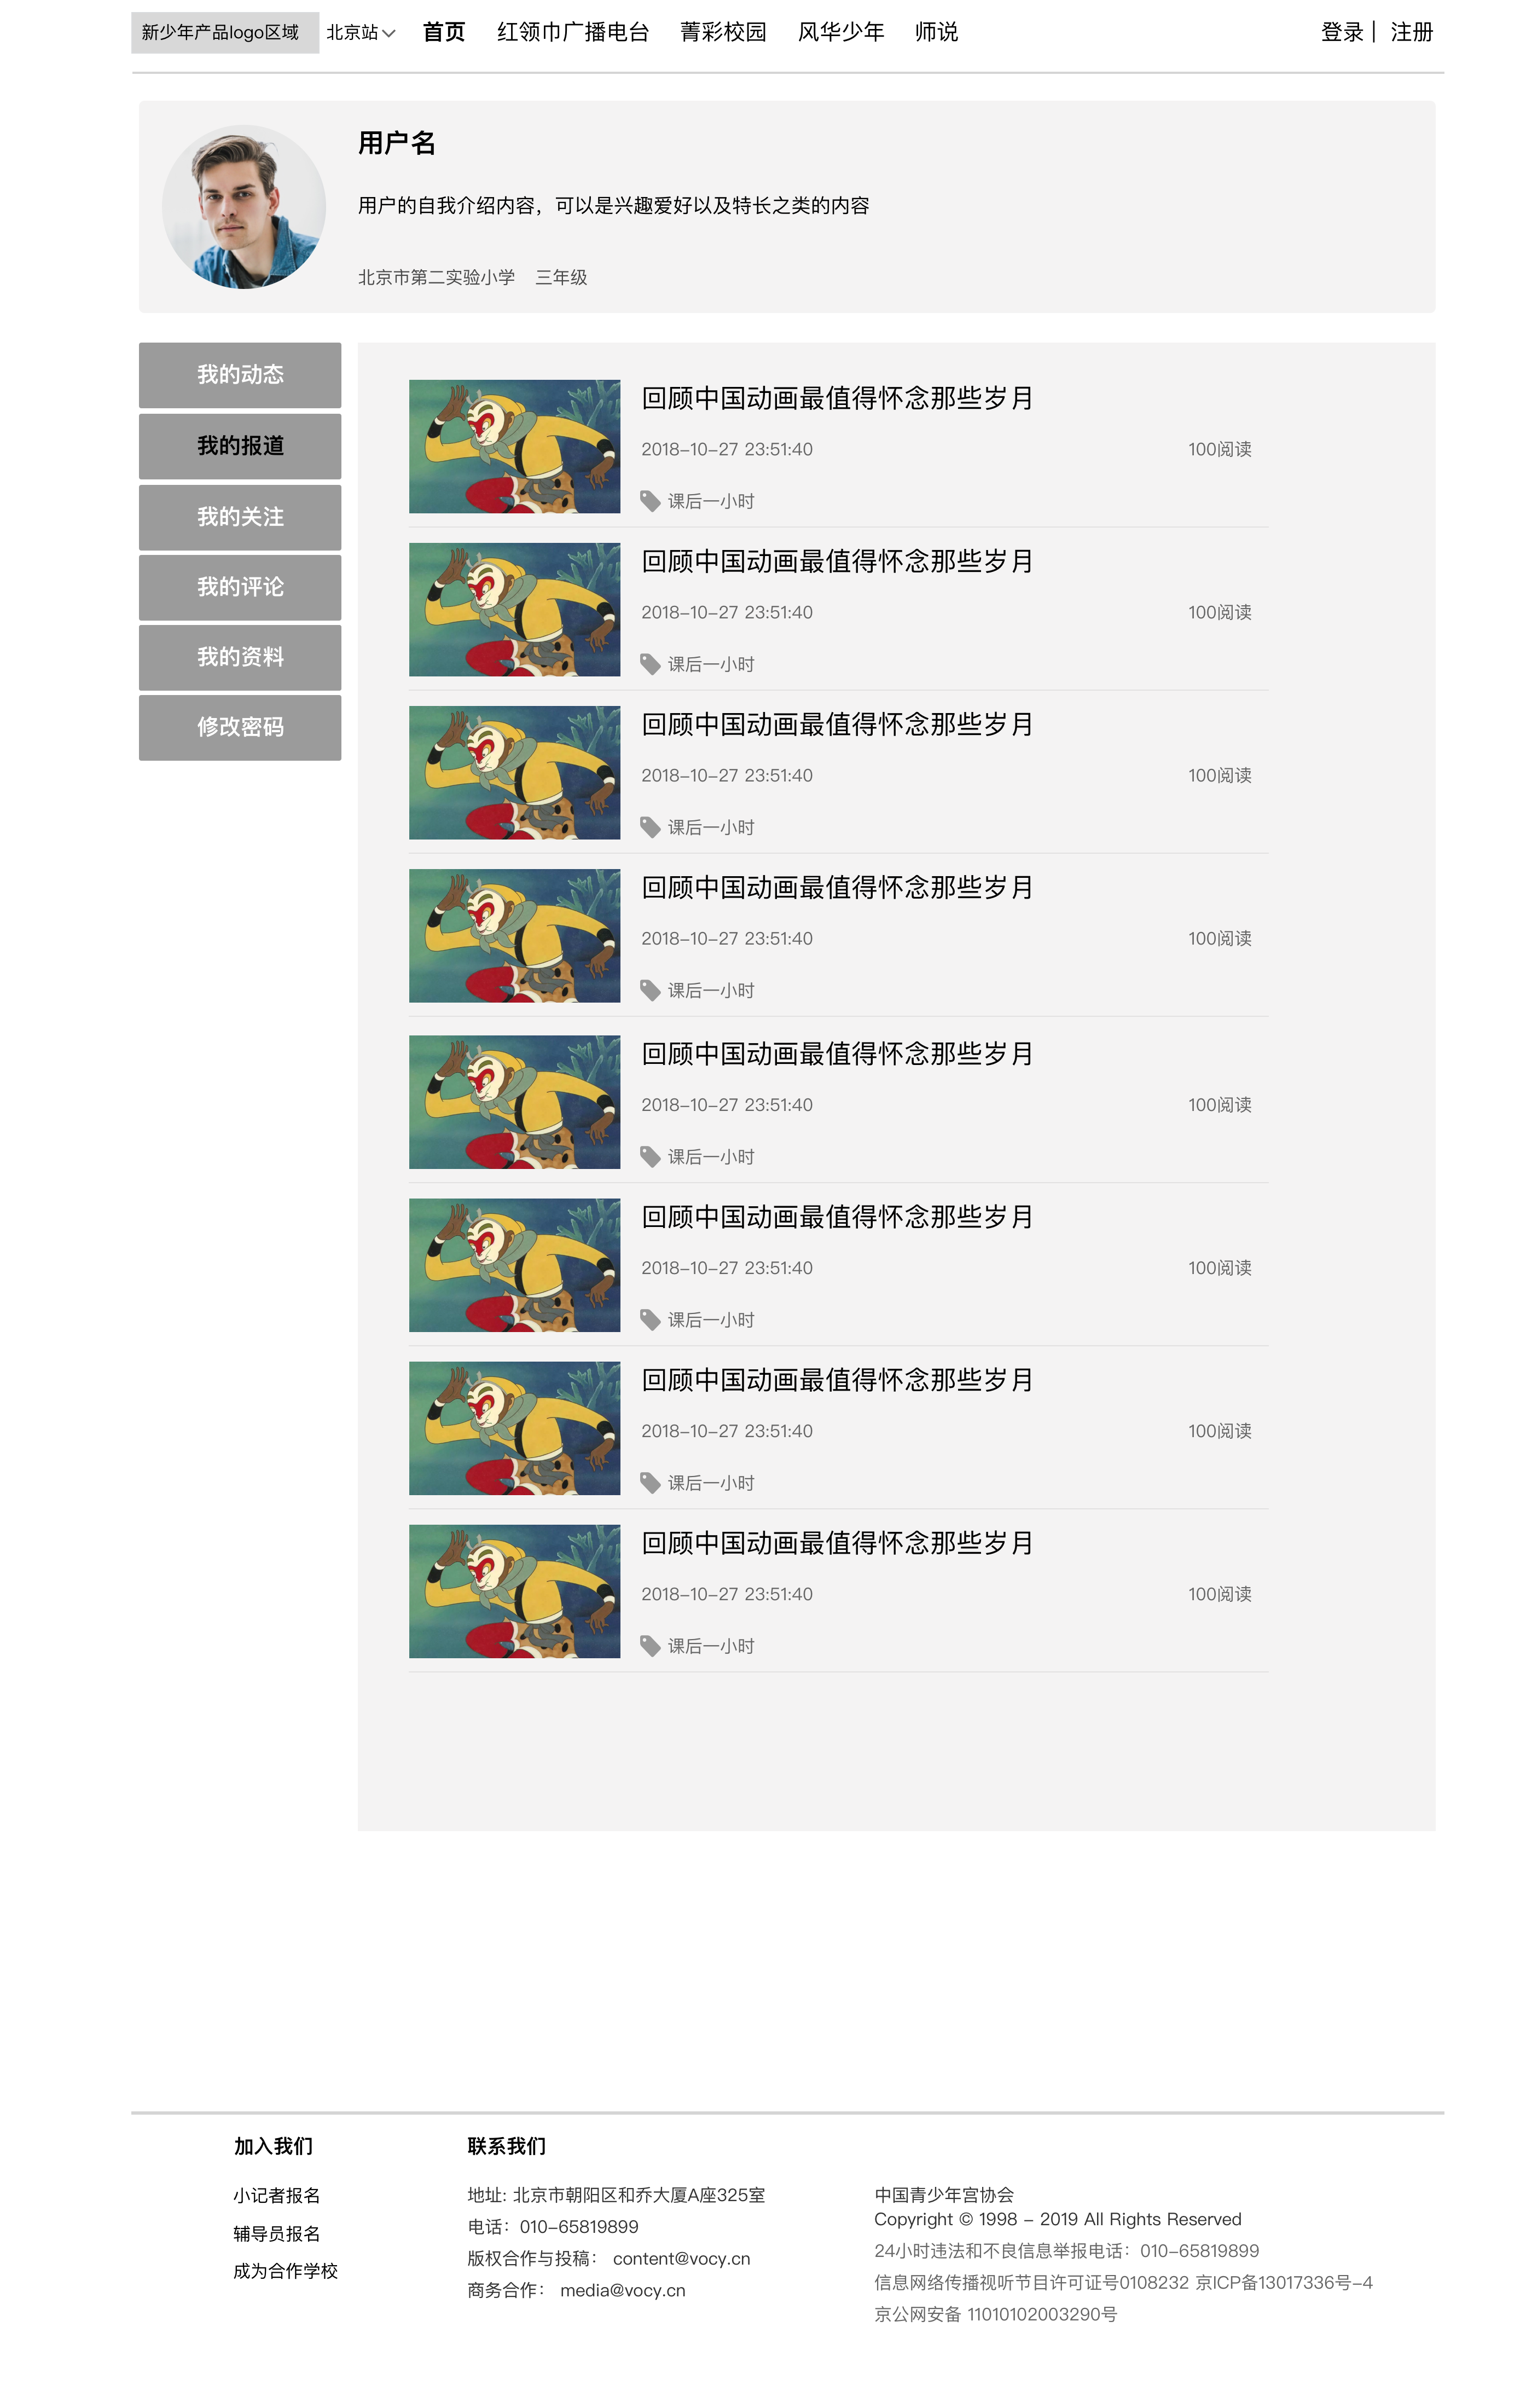 新少年产品logo区域 北京站 首页 红领巾广播电台 菁彩校园 风华少年 师说 登录 | 注册
用户名
用户的自我介绍内容，可以是兴趣爱好以及特长之类的内容
北京市第二实验小学 三年级
我的动态
我的报道
我的关注
我的评论
我的资料
修改密码
回顾中国动画最值得怀念那些岁月
2018-10-27 23:51:40 100阅读
课后一小时
回顾中国动画最值得怀念那些岁月
2018-10-27 23:51:40 100阅读
课后一小时
回顾中国动画最值得怀念那些岁月
2018-10-27 23:51:40 100阅读
课后一小时
回顾中国动画最值得怀念那些岁月
2018-10-27 23:51:40 100阅读
课后一小时
回顾中国动画最值得怀念那些岁月
2018-10-27 23:51:40 100阅读
课后一小时
回顾中国动画最值得怀念那些岁月
2018-10-27 23:51:40 100阅读
课后一小时
回顾中国动画最值得怀念那些岁月
2018-10-27 23:51:40 100阅读
课后一小时
回顾中国动画最值得怀念那些岁月
2018-10-27 23:51:40 100阅读
课后一小时
加入我们
小记者报名
辅导员报名
成为合作学校
联系我们
地址: 北京市朝阳区和乔大厦A座325室
电话：010-65819899
版权合作与投稿： content@vocy.cn
商务合作： media@vocy.cn
中国青少年宫协会
Copyright © 1998 - 2019 All Rights Reserved
24小时违法和不良信息举报电话：010-65819899
信息网络传播视听节目许可证号0108232 京ICP备13017336号-4
京公网安备 11010102003290号